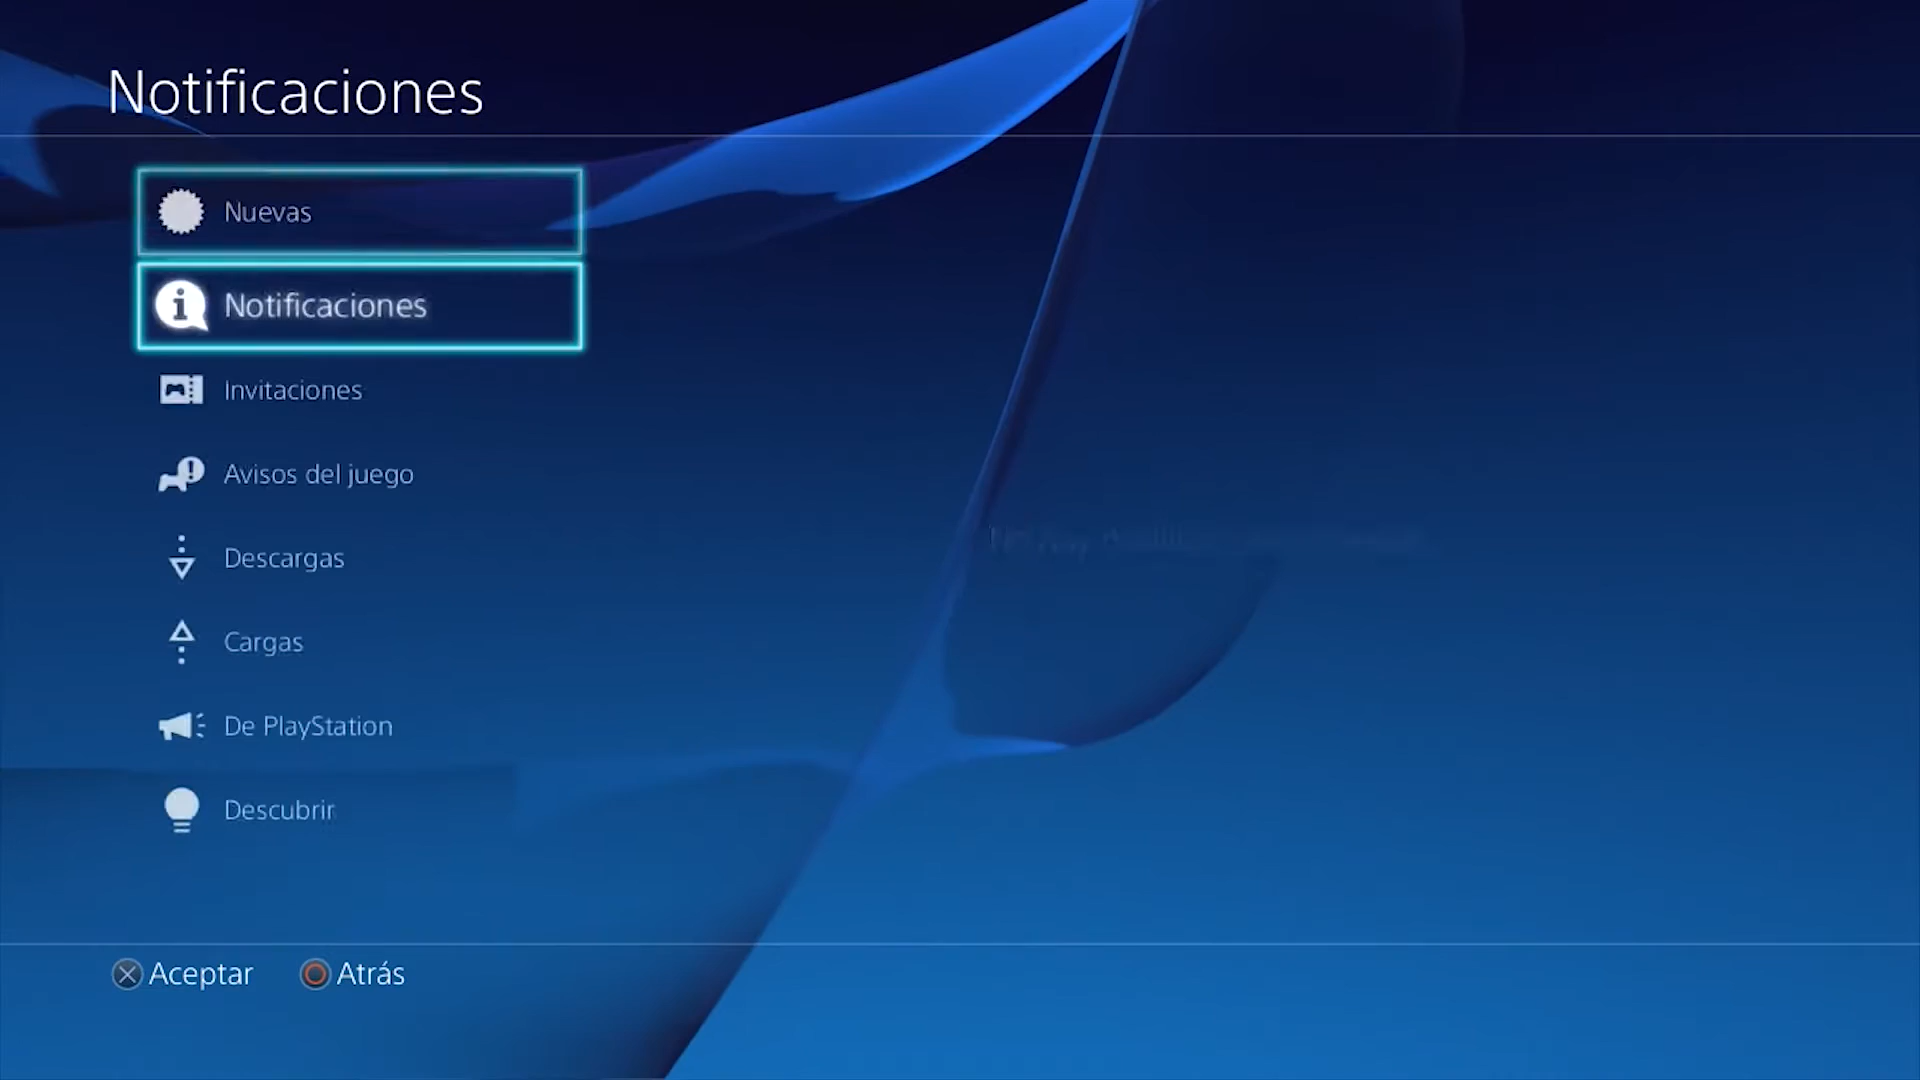 Notificaciones
Nuevas
Notificaciones
Invitaciones
Avisos del juego
Descargas
Cargas
De PlayStation
Descubrir
Aceptar
Atrás